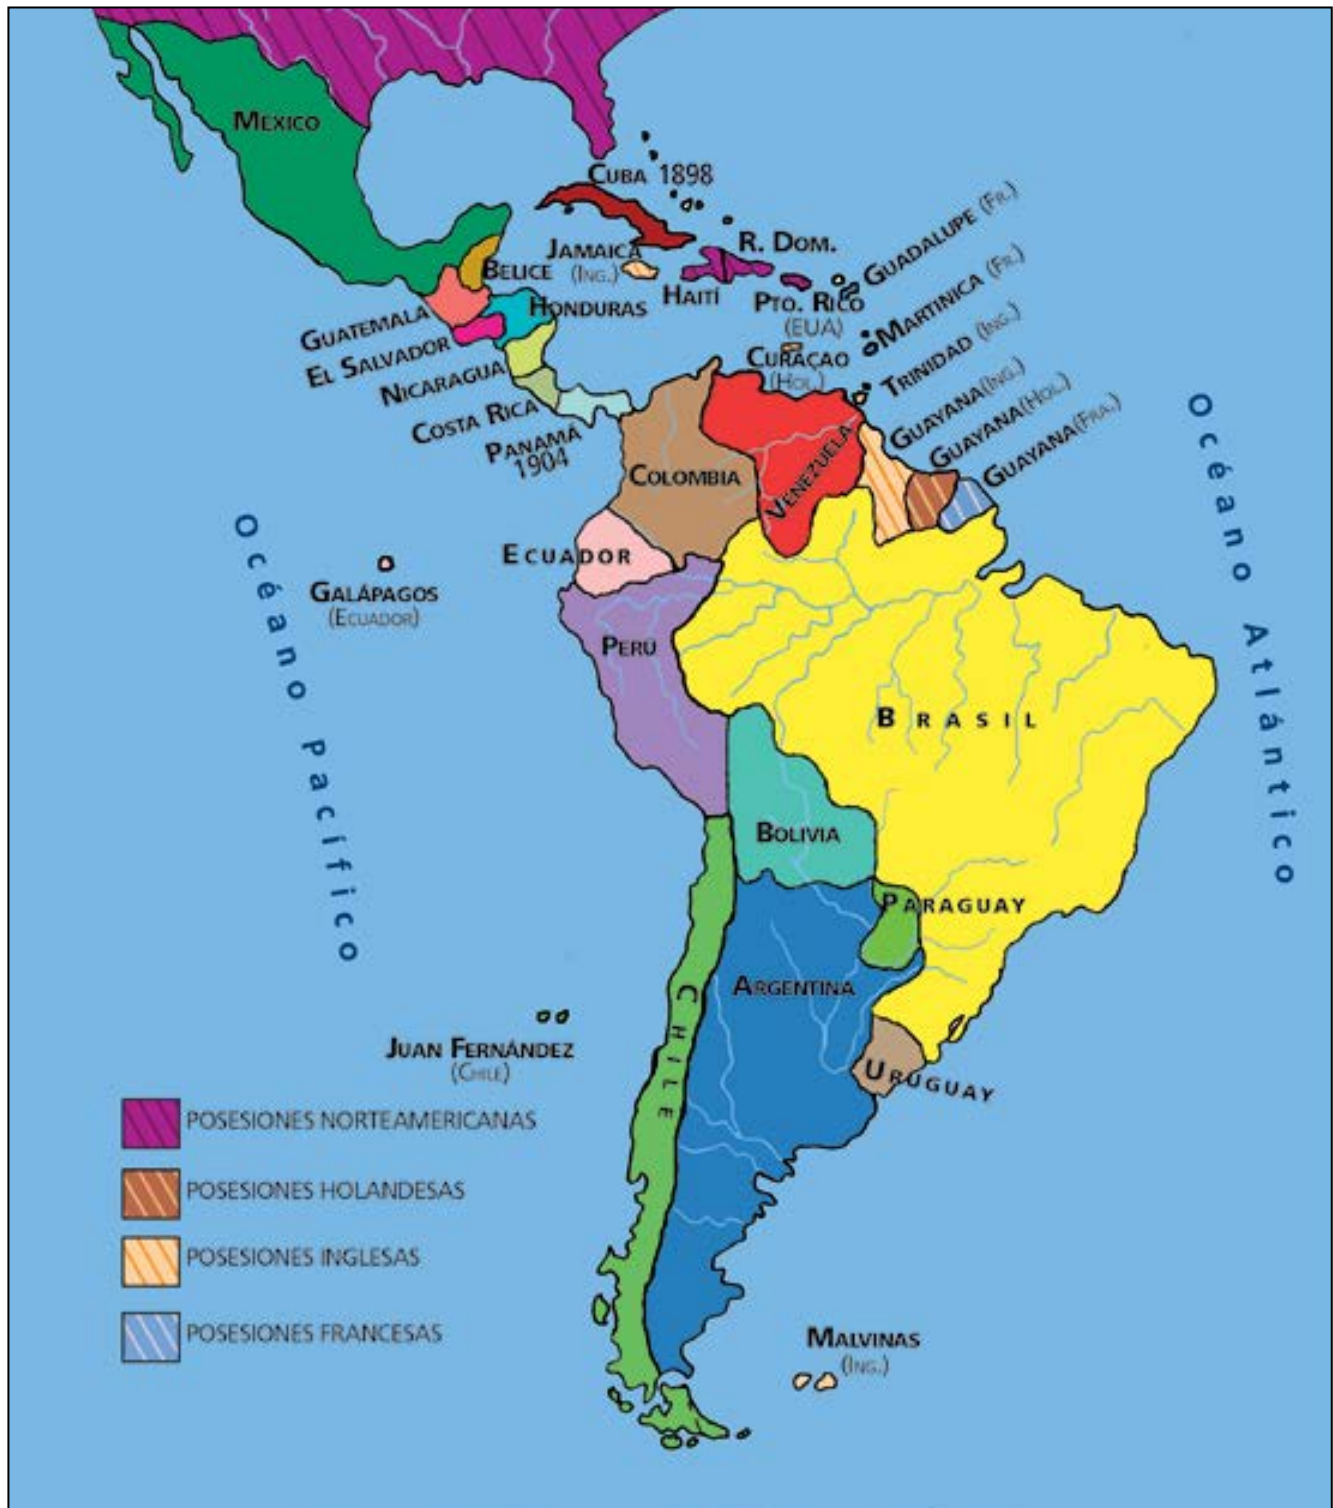 MEXICO
CUBA 1898
GUADALUPE (FR.)
R. DOM.
JAMAICA
(ING.)
BELICE
HAITÍ
PTO. RICO
(EUA)
MARTINICA (FR.)
HONDURAS
GUATEMALA
EL SALVADOR
CURAÇAO
(HOL.)
TRINIDAD (ING.)
NICARAGUA
COSTA RICA
PANAMÁ
1904
GUAYANA(ING.)
GUAYANA(HOL.)
GUAYANA(FRA.)
COLOMBIA
VENEZUELA
Océano Atlántico
ECUADOR
GALÁPAGOS
(ECUADOR)
Océano Pacífico
PERÚ
BRASIL
BOLIVIA
PARAGUAY
ARGENTINA
CHILE
JUAN FERNÁNDEZ
(CHILE)
URUGUAY
POSESIONES NORTEAMERICANAS
POSESIONES HOLANDESAS
POSESIONES INGLESAS
POSESIONES FRANCESAS
MALVINAS
(ING.)